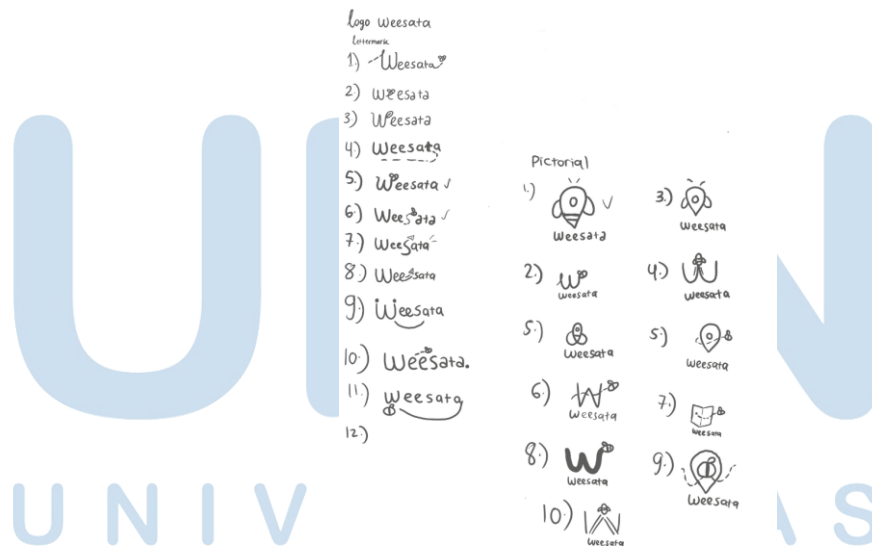 Logo Weesata
Lettermark
1.) Weesata
2.) Weesata
3.) Weesata
4.) Weesata
5.) Weesata ✓
6.) Weesata ✓
7.) Weesata
8.) Weesata
9.) Weesata
10.) Weesata.
11.) Weesata
12.)
Pictorial
1.) ✓
Weesata
3.)
Weesata
2.) W
Weesata
4.) W
Weesata
5.)
Weesata
5.)
Weesata
6.) W
Weesata
7.)
Weesata
8.) W
Weesata
9.)
Weesata
10.) W
Weesata
U N
U N I V A S